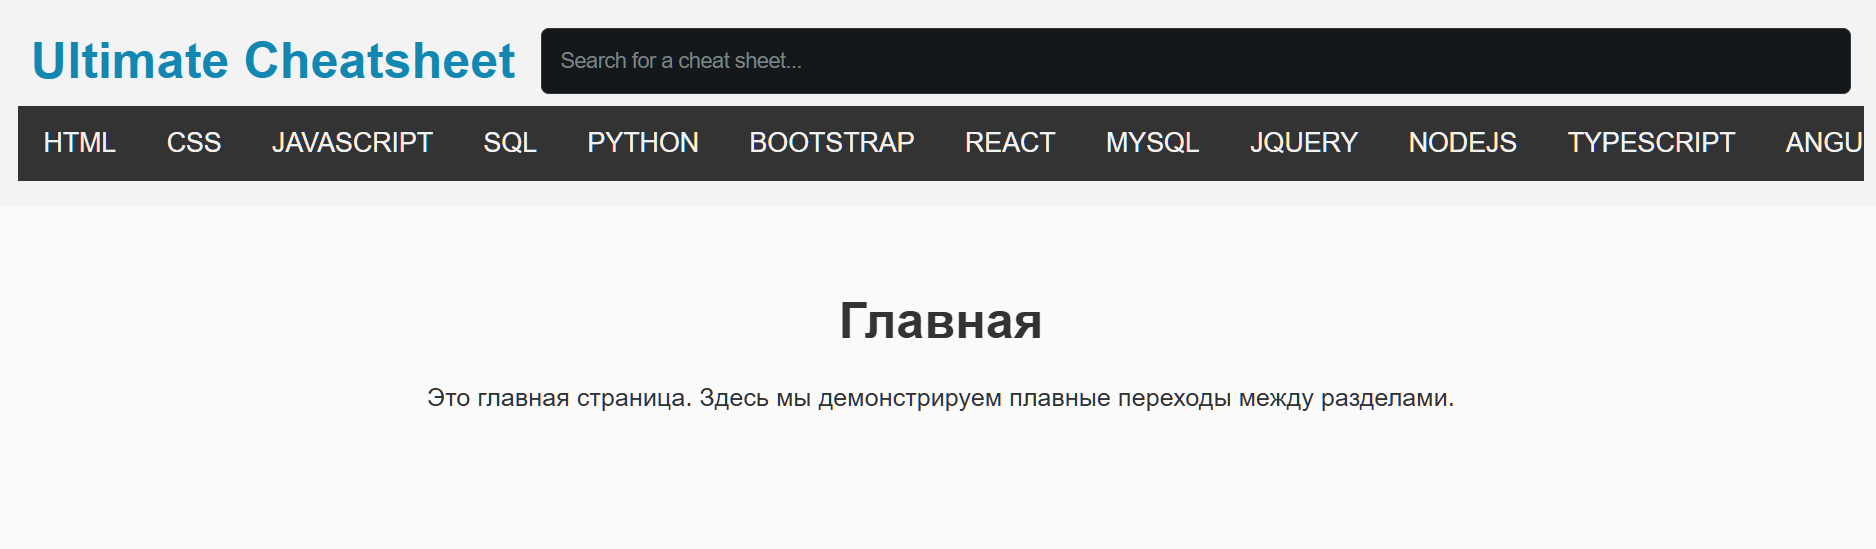 Ultimate Cheatsheet
Search for a cheat sheet...
HTML CSS JAVASCRIPT SQL PYTHON BOOTSTRAP REACT MYSQL JQUERY NODEJS TYPESCRIPT ANGU
Главная
Это главная страница. Здесь мы демонстрируем плавные переходы между разделами.